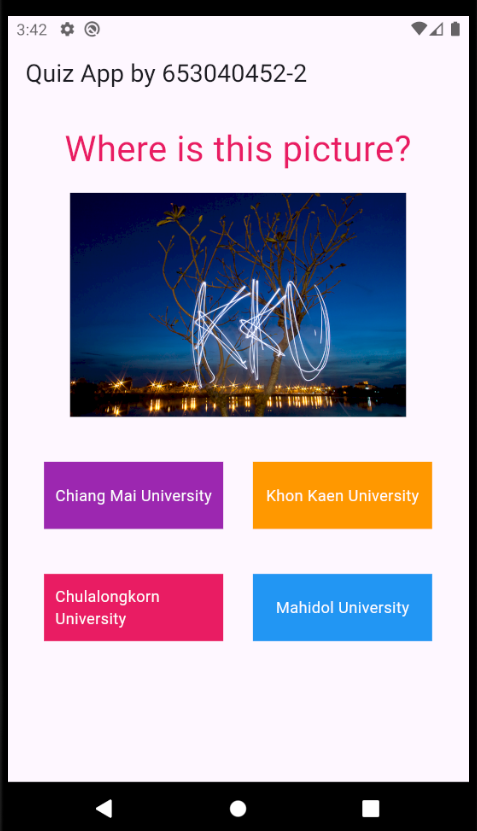 3:42
Quiz App by 653040452-2
Where is this picture?
KKU
Chiang Mai University
Khon Kaen University
Chulalongkorn
University
Mahidol University